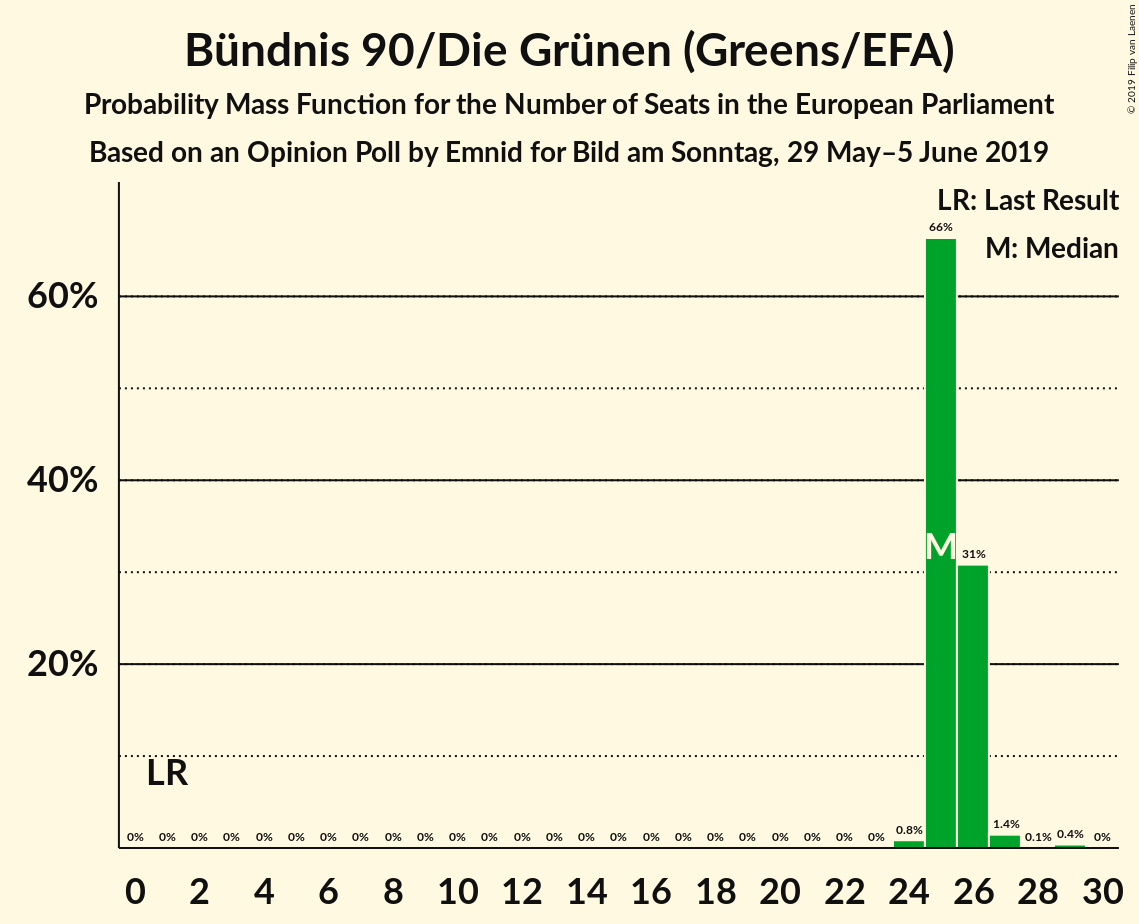 Bündnis 90/Die Grünen (Greens/EFA)
Probability Mass Function for the Number of Seats in the European Parliament
Based on an Opinion Poll by Emnid for Bild am Sonntag, 29 May–5 June 2019
© 2019 Filip van Laenen
LR: Last Result
M: Median
66%
60%
40%
M
31%
20%
LR
0% 0% 0% 0% 0% 0% 0% 0% 0% 0% 0% 0% 0% 0% 0% 0% 0% 0% 0% 0% 0% 0% 0% 0% 0.8% 1.4% 0.1% 0.4% 0%
0 2 4 6 8 10 12 14 16 18 20 22 24 26 28 30